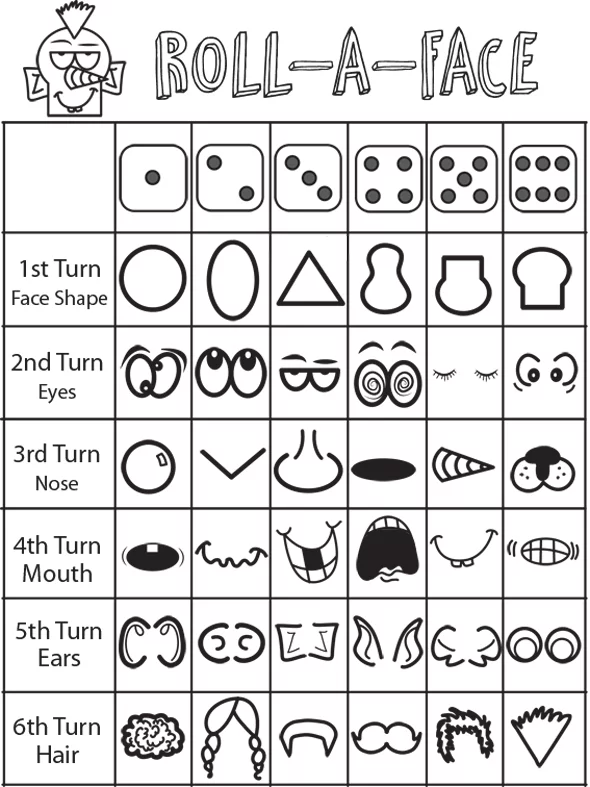 ROLL-A-FACE
1st Turn
Face Shape
2nd Turn
Eyes
3rd Turn
Nose
4th Turn
Mouth
5th Turn
Ears
6th Turn
Hair